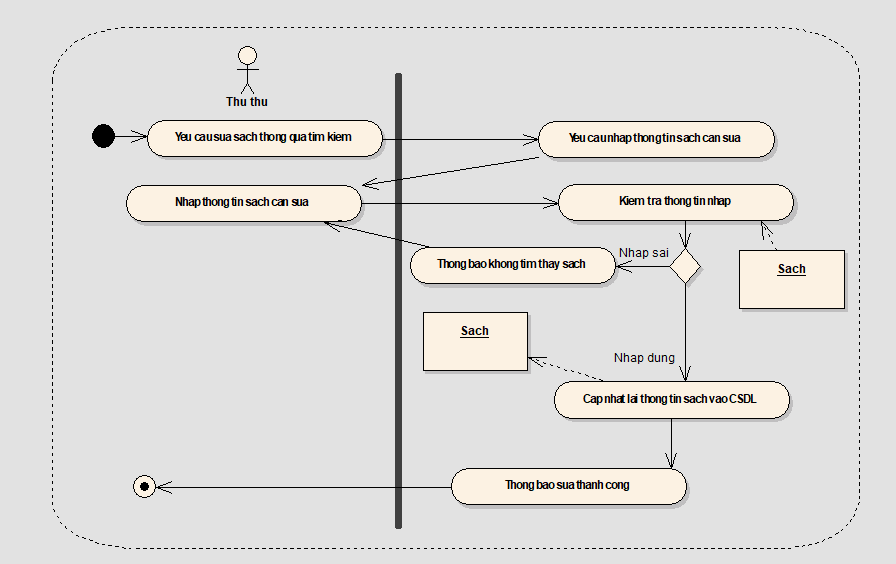 Thu thu
Yeu cau sua sach thong qua tim kiem
Yeu cau nhap thong tin sach can sua
Nhap thong tin sach can sua
Kiem tra thong tin nhap
Nhap sai
Thong bao khong tim thay sach
Sach
Sach
Nhap dung
Cap nhat lai thong tin sach vao CSDL
Thong bao sua thanh cong